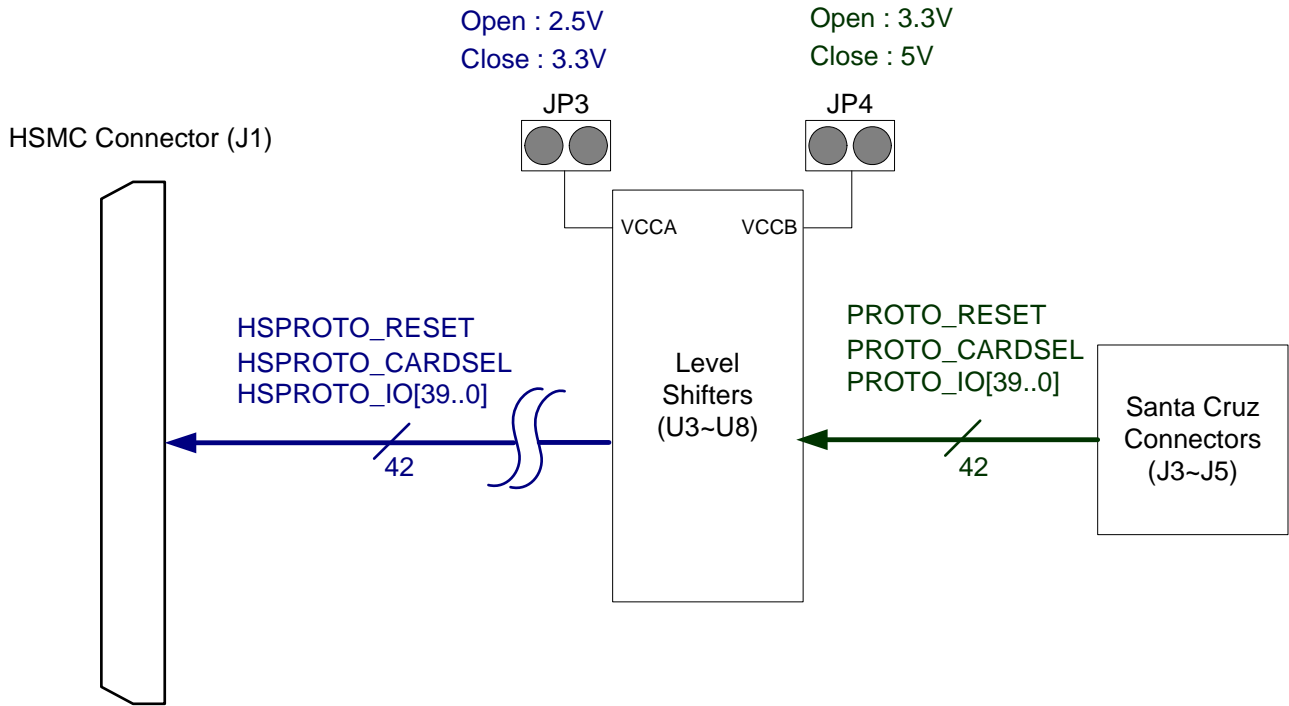 Open : 2.5V
Close : 3.3V
Open : 3.3V
Close : 5V
JP3
JP4
HSMC Connector (J1)
VCCA
VCCB
HSPROTO_RESET
HSPROTO_CARDSEL
HSPROTO_IO[39..0]
42
Level
Shifters
(U3~U8)
PROTO_RESET
PROTO_CARDSEL
PROTO_IO[39..0]
42
Santa Cruz
Connectors
(J3~J5)